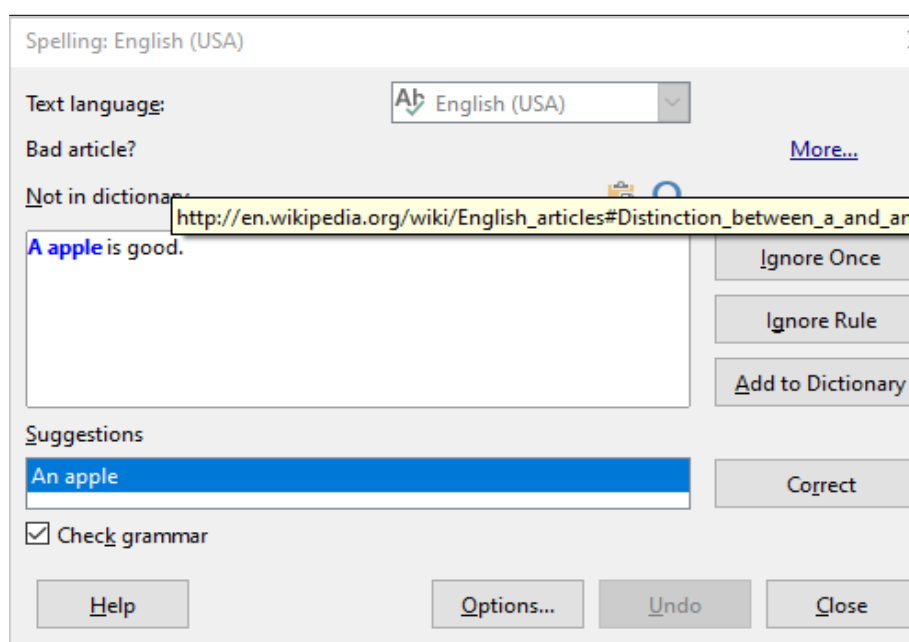 Spelling: English (USA)
Text language:
English (USA)
Bad article?
More...
Not in dictionary
http://en.wikipedia.org/wiki/English_articles#Distinction_between_a_and_an
A apple is good.
Ignore Once
Ignore Rule
Add to Dictionary
Suggestions
An apple
Correct
Check grammar
Help
Options...
Undo
Close